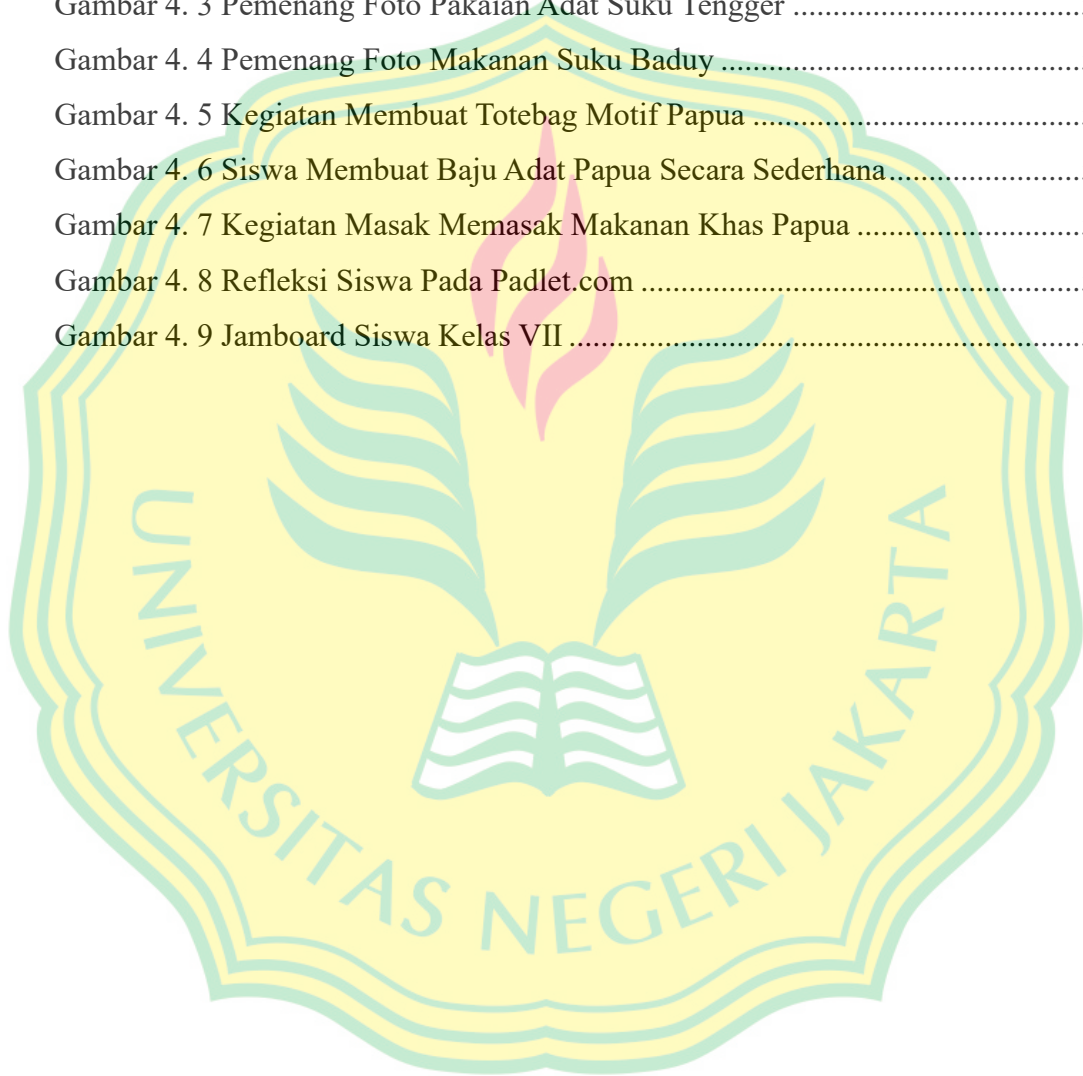 Gambar 4. 3 Pemenang Foto Pakaian Adat Suku Tengger ....................................
Gambar 4. 4 Pemenang Foto Makanan Suku Baduy .............................................
Gambar 4. 5 Kegiatan Membuat Totebag Motif Papua ..........................................
Gambar 4. 6 Siswa Membuat Baju Adat Papua Secara Sederhana.........................
Gambar 4. 7 Kegiatan Masak Memasak Makanan Khas Papua ............................
Gambar 4. 8 Refleksi Siswa Pada Padlet.com .......................................................
Gambar 4. 9 Jamboard Siswa Kelas VII ................................................................
UNIVERSITAS NEGERI JAKARTA